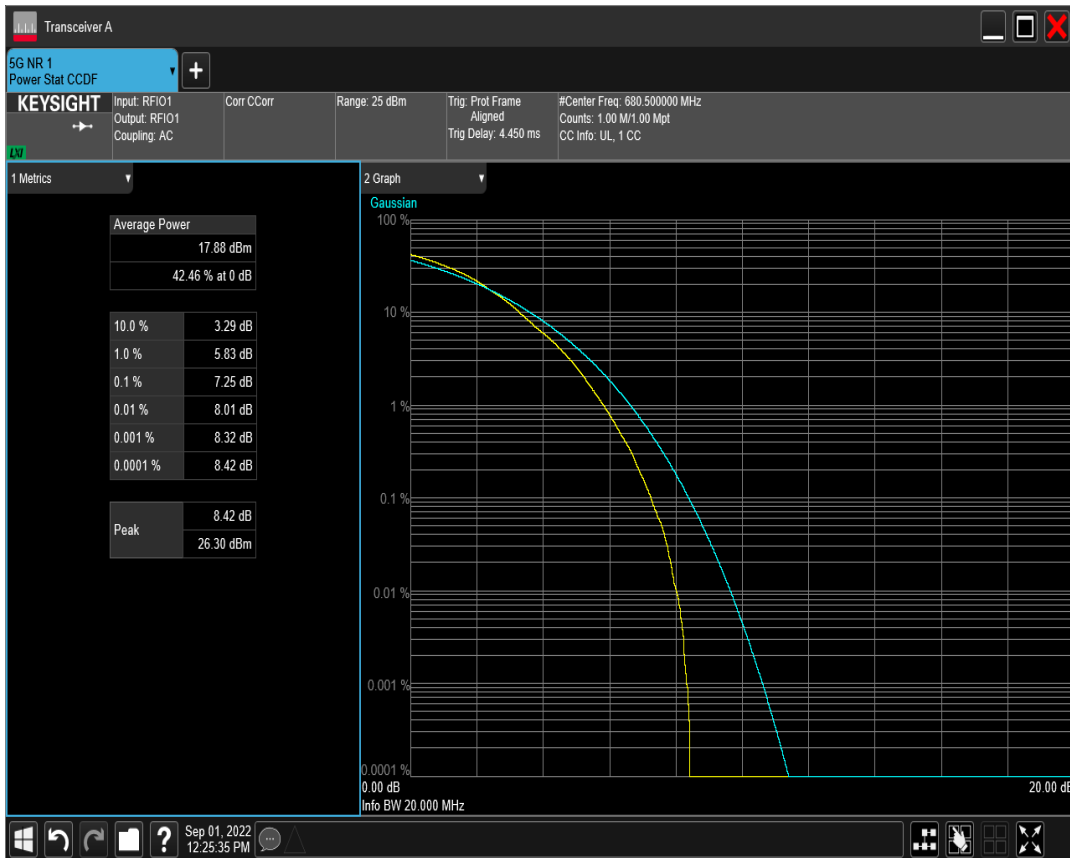 Transceiver A
5G NR 1
Power Stat CCDF
KEYSIGHT
LXI
Input: RFIO1
Output: RFIO1
Coupling: AC
Corr CCorr
Range: 25 dBm
Trig: Prot Frame
Aligned
Trig Delay: 4.450 ms
#Center Freq: 680.500000 MHz
Counts: 1.00 M/1.00 Mpt
CC Info: UL, 1 CC
1 Metrics
Average Power
17.88 dBm
42.46 % at 0 dB
10.0 % 3.29 dB
1.0 % 5.83 dB
0.1 % 7.25 dB
0.01 % 8.01 dB
0.001 % 8.32 dB
0.0001 % 8.42 dB
Peak 8.42 dB
26.30 dBm
2 Graph
Gaussian
100 %
10 %
1 %
0.1 %
0.01 %
0.001 %
0.0001 %
0.00 dB 20.00 dB
Info BW 20.000 MHz
Sep 01, 2022
12:25:35 PM